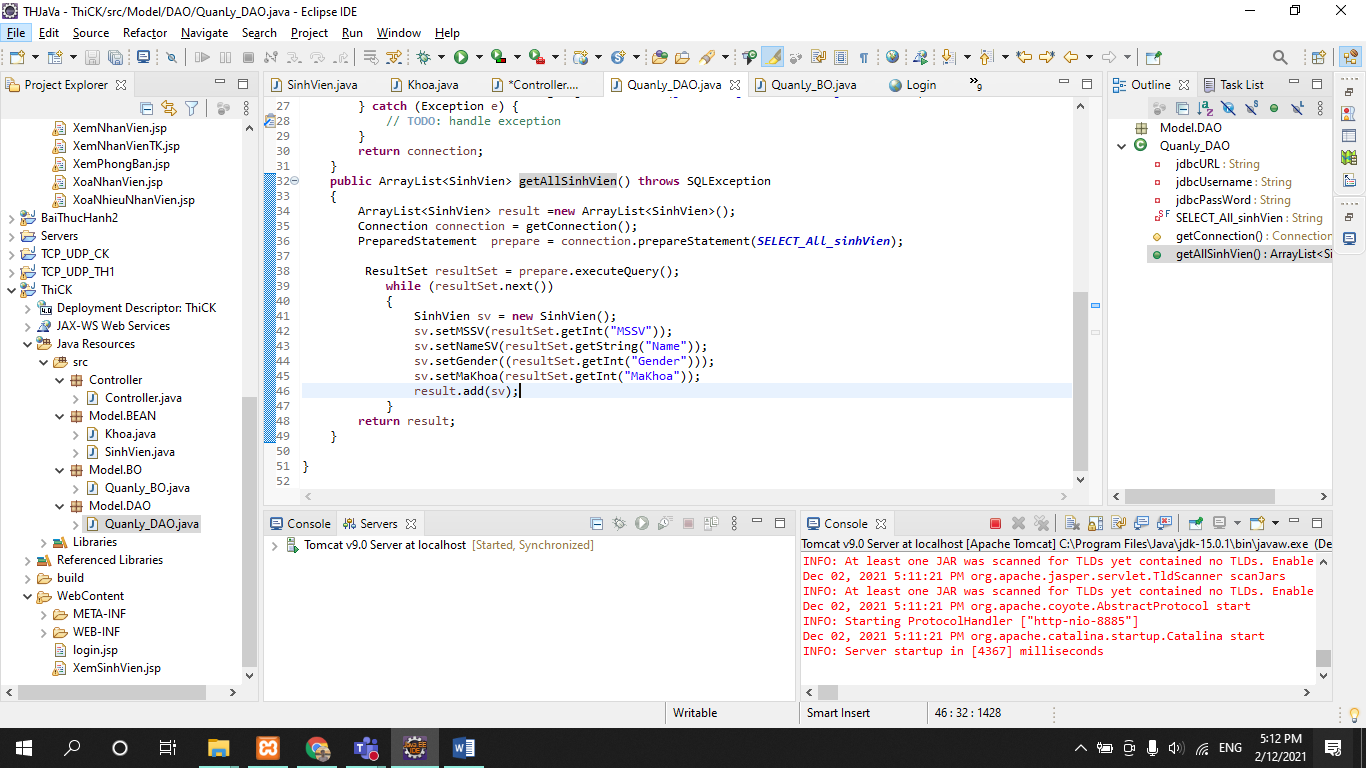 THJaVa - ThiCK/src/Model/DAO/QuanLy_DAO.java - Eclipse IDE
File Edit Source Refactor Navigate Search Project Run Window Help
Project Explorer
XemNhanVien.jsp
XemNhanVienTK.jsp
XemPhongBan.jsp
XoaNhanVien.jsp
XoaNhieuNhanVien.jsp
BaiThucHanh2
Servers
TCP_UDP_CK
TCP_UDP_TH1
ThiCK
Deployment Descriptor: ThiCK
JAX-WS Web Services
Java Resources
src
Controller
Controller.java
Model.BEAN
Khoa.java
SinhVien.java
Model.BO
QuanLy_BO.java
Model.DAO
QuanLy_DAO.java
Libraries
Referenced Libraries
build
WebContent
META-INF
WEB-INF
login.jsp
XemSinhVien.jsp
SinhVien.java Khoa.java *Controller.... QuanLy_DAO.java QuanLy_BO.java Login »9
27 } catch (Exception e) {
28 // TODO: handle exception
29 }
30 return connection;
31 }
32 public ArrayList<SinhVien> getAllSinhVien() throws SQLException
33 {
34 ArrayList<SinhVien> result =new ArrayList<SinhVien>();
35 Connection connection = getConnection();
36 PreparedStatement  prepare = connection.prepareStatement(SELECT_All_sinhVien);
37
38 ResultSet resultSet = prepare.executeQuery();
39 while (resultSet.next())
40 {
41 SinhVien sv = new SinhVien();
42 sv.setMSSV(resultSet.getInt("MSSV"));
43 sv.setNameSV(resultSet.getString("Name"));
44 sv.setGender((resultSet.getInt("Gender")));
45 sv.setMaKhoa(resultSet.getInt("MaKhoa"));
46 result.add(sv);
47 }
48 return result;
49 }
50
51 }
52
Outline Task List
Model.DAO
QuanLy_DAO
jdbcURL : String
jdbcUsername : String
jdbcPassWord : String
SELECT_All_sinhVien : String
getConnection() : Connection
getAllSinhVien() : ArrayList<Si
Console Servers
Tomcat v9.0 Server at localhost [Started, Synchronized]
Console
Tomcat v9.0 Server at localhost [Apache Tomcat] C:\Program Files\Java\jdk-15.0.1\bin\javaw.exe (De
INFO: At least one JAR was scanned for TLDs yet contained no TLDs. Enable
Dec 02, 2021 5:11:21 PM org.apache.jasper.servlet.TldScanner scanJars
INFO: At least one JAR was scanned for TLDs yet contained no TLDs. Enable
Dec 02, 2021 5:11:21 PM org.apache.coyote.AbstractProtocol start
INFO: Starting ProtocolHandler ["http-nio-8885"]
Dec 02, 2021 5:11:21 PM org.apache.catalina.startup.Catalina start
INFO: Server startup in [4367] milliseconds
Writable Smart Insert 46 : 32 : 1428
ENG
5:12 PM
2/12/2021